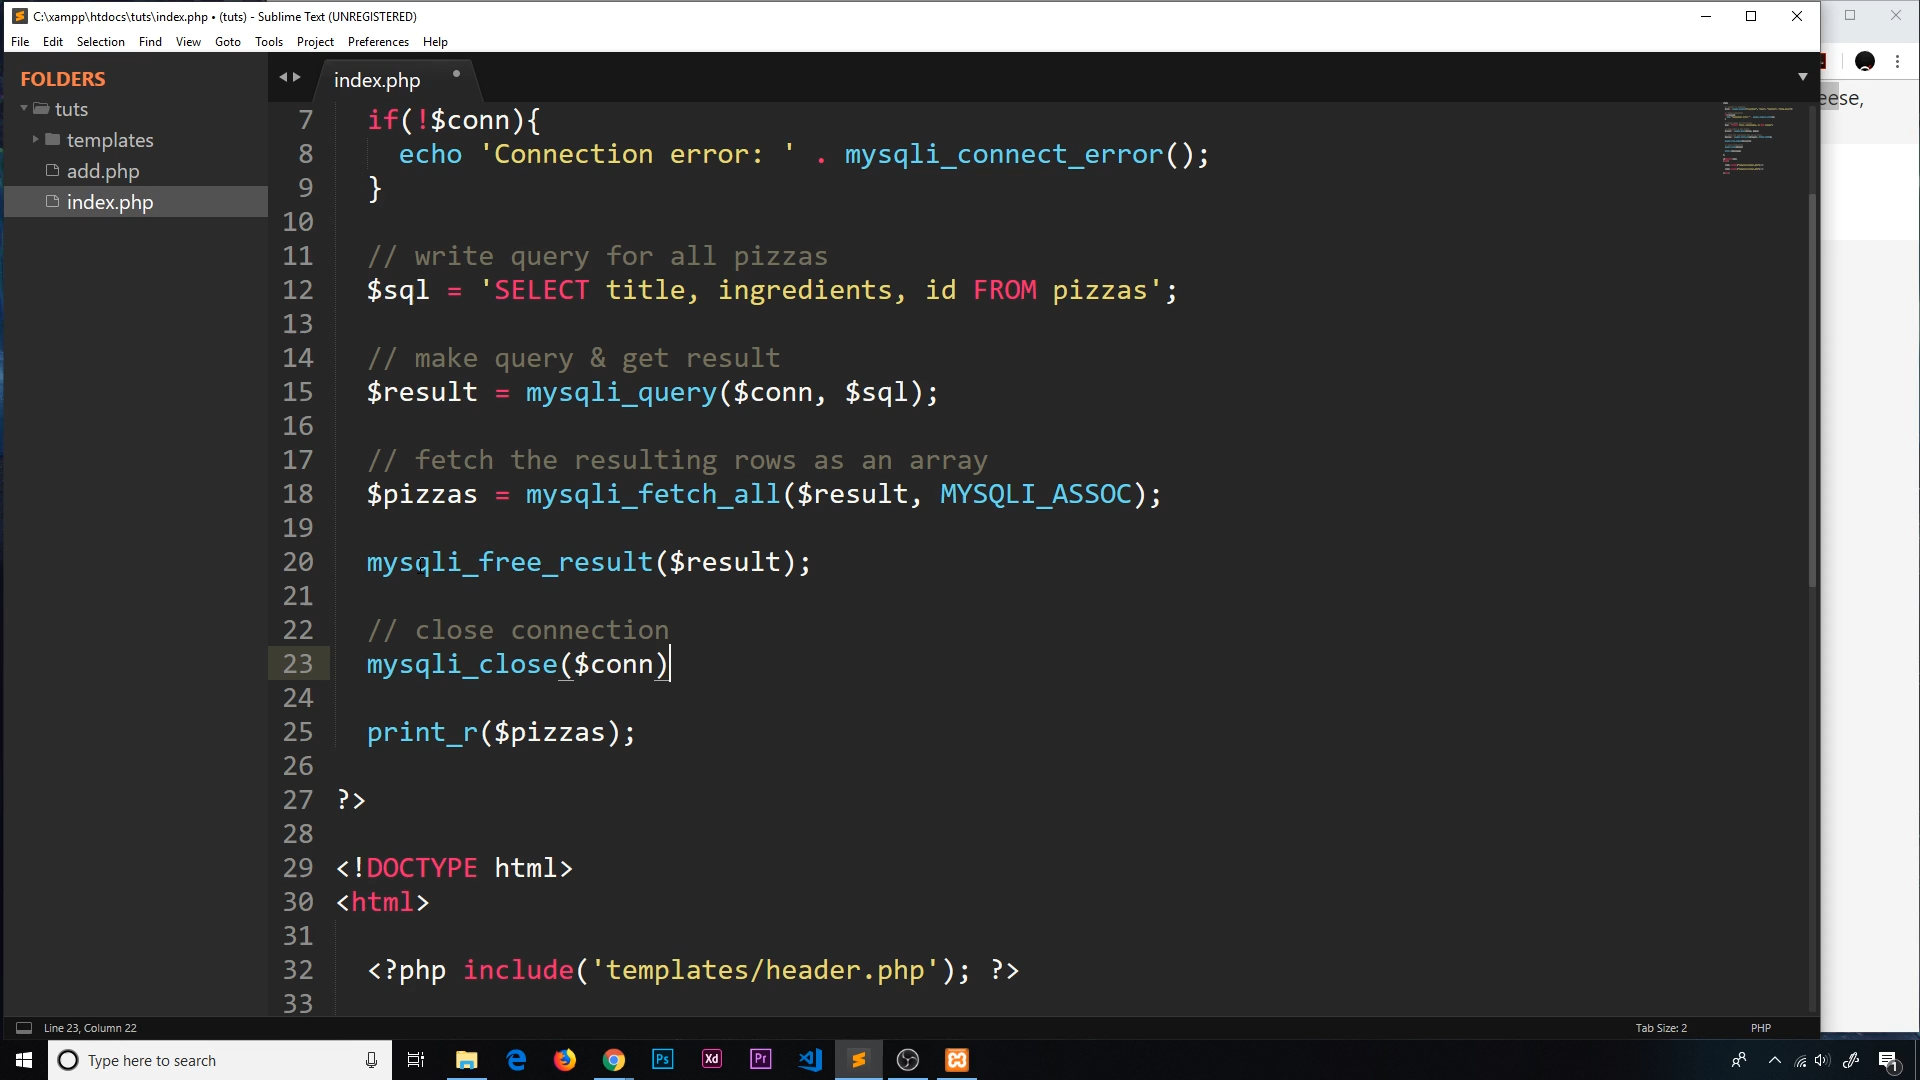 C:\xampp\htdocs\tuts\index.php • (tuts) - Sublime Text (UNREGISTERED)
File Edit Selection Find View Goto Tools Project Preferences Help
FOLDERS
tuts
templates
add.php
index.php
index.php
eese,
7 if(!$conn){
8 echo 'Connection error: ' . mysqli_connect_error();
9 }
10
11 // write query for all pizzas
12 $sql = 'SELECT title, ingredients, id FROM pizzas';
13
14 // make query & get result
15 $result = mysqli_query($conn, $sql);
16
17 // fetch the resulting rows as an array
18 $pizzas = mysqli_fetch_all($result, MYSQLI_ASSOC);
19
20 mysqli_free_result($result);
21
22 // close connection
23 mysqli_close($conn)
24
25 print_r($pizzas);
26
27 ?>
28
29 <!DOCTYPE html>
30 <html>
31
32 <?php include('templates/header.php'); ?>
33
Line 23, Column 22
Tab Size: 2
PHP
Type here to search
Ps
Xd
Pr
1